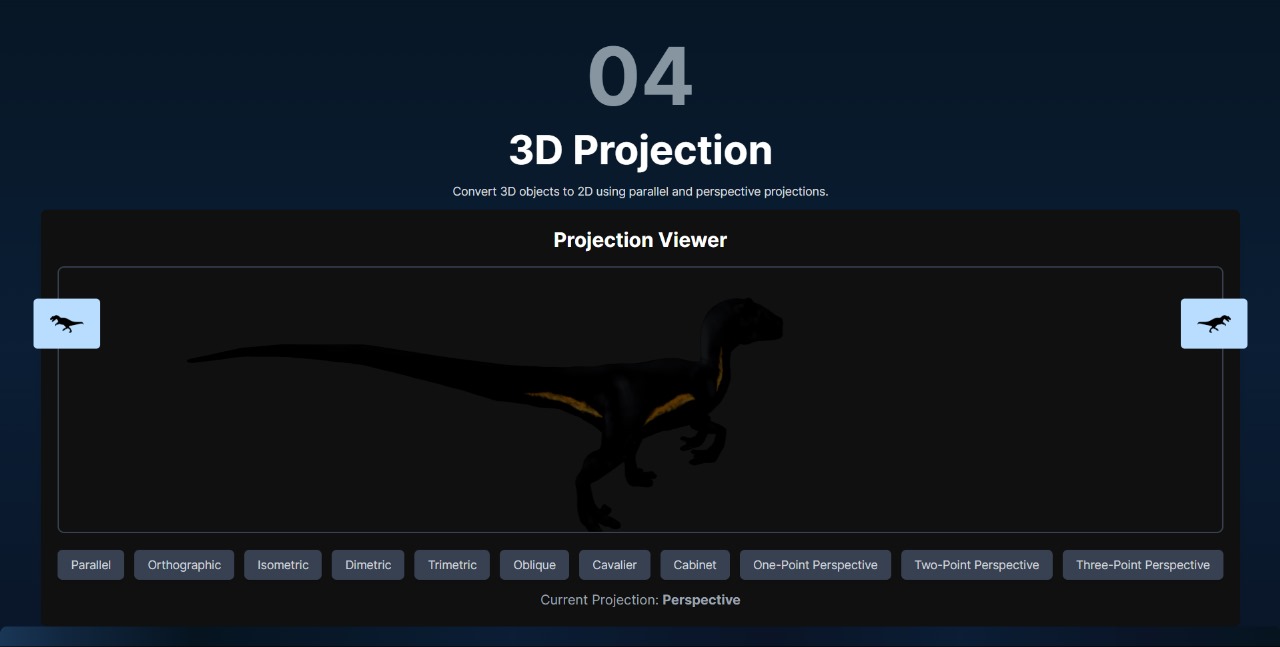 04
3D Projection
Convert 3D objects to 2D using parallel and perspective projections.
Projection Viewer
Parallel Orthographic Isometric Dimetric Trimetric Oblique Cavalier Cabinet One-Point Perspective Two-Point Perspective Three-Point Perspective
Current Projection: Perspective